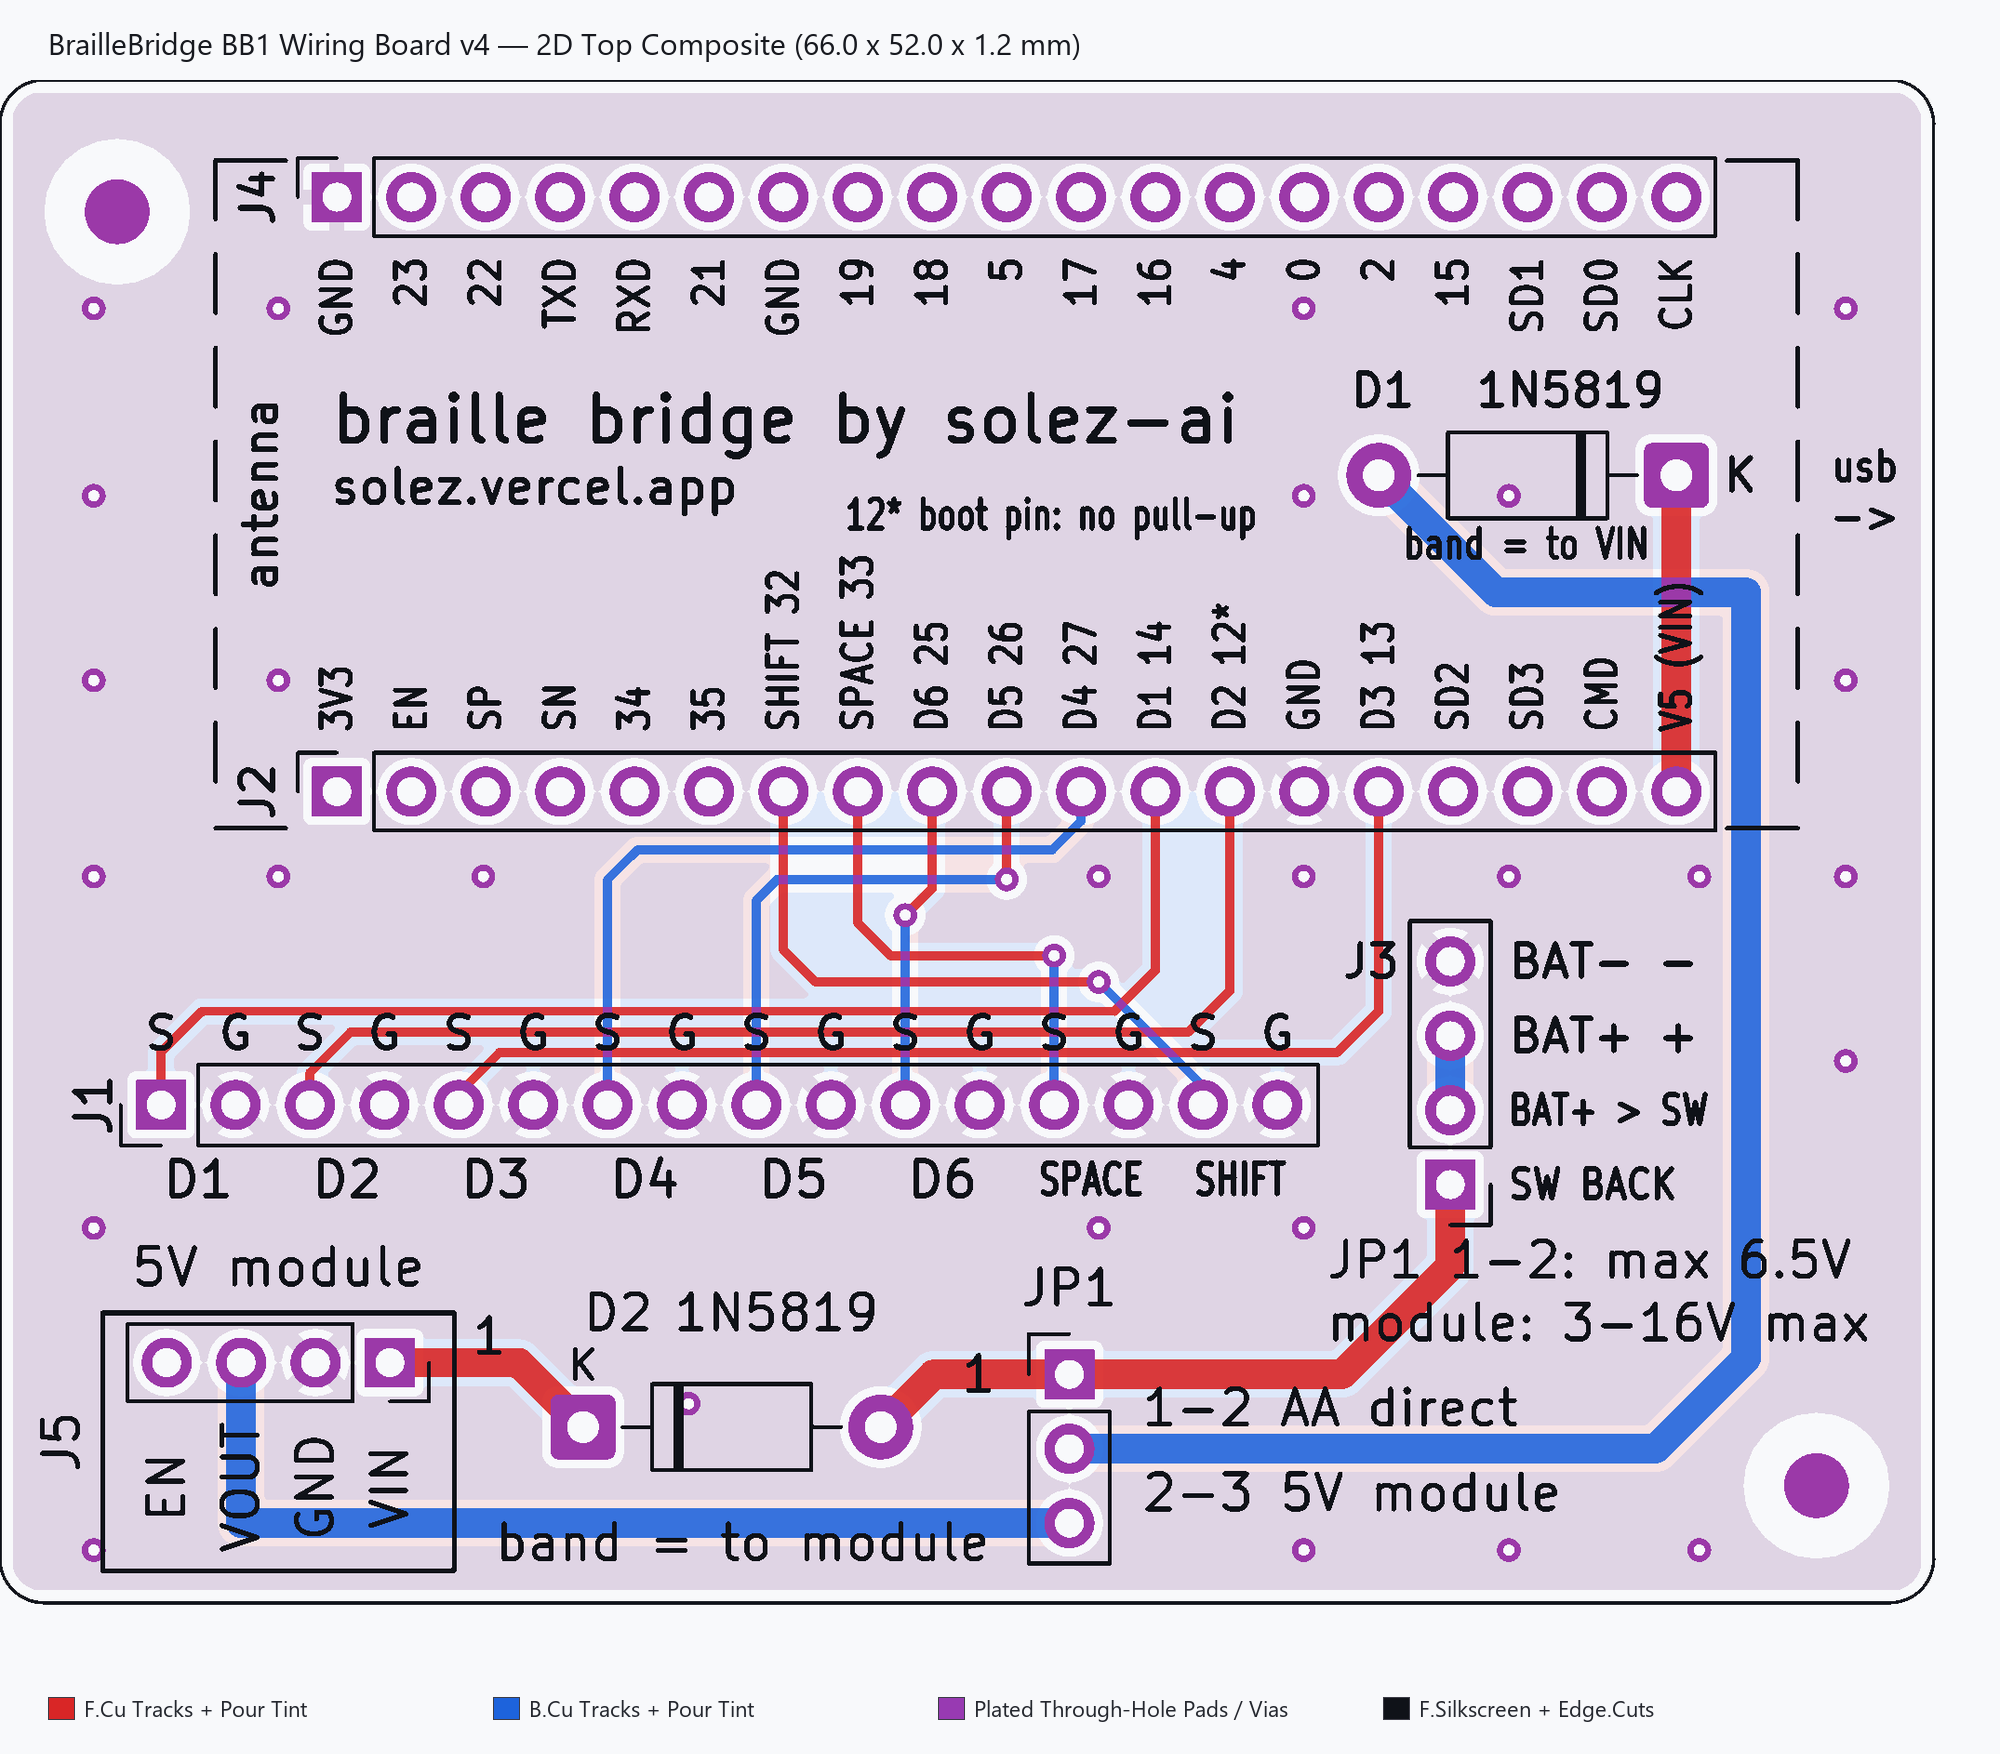 BrailleBridge BB1 Wiring Board v4 — 2D Top Composite (66.0 x 52.0 x 1.2 mm)
J4
GND 23 22 TXD RXD 21 GND 19 18 5 17 16 4 0 2 15 SD1 SD0 CLK
D1 1N5819
braille bridge by solez-ai
antenna
K
usb
->
solez.vercel.app
12* boot pin: no pull-up
band = to VIN
3V3 EN SP SN 34 35 SHIFT 32 SPACE 33 D6 25 D5 26 D4 27 D1 14 D2 12* GND D3 13 SD2 SD3 CMD V5 (VIN)
J2
J3
BAT- -
BAT+ +
BAT+ > SW
SW BACK
S G S G S G S G S G S G S G S G
J1
D1 D2 D3 D4 D5 D6 SPACE SHIFT
5V module
JP1 1-2: max 6.5V
module: 3-16V max
JP1
D2 1N5819
1
K
1
1-2 AA direct
J5
EN VOUT GND VIN
2-3 5V module
band = to module
F.Cu Tracks + Pour Tint
B.Cu Tracks + Pour Tint
Plated Through-Hole Pads / Vias
F.Silkscreen + Edge.Cuts